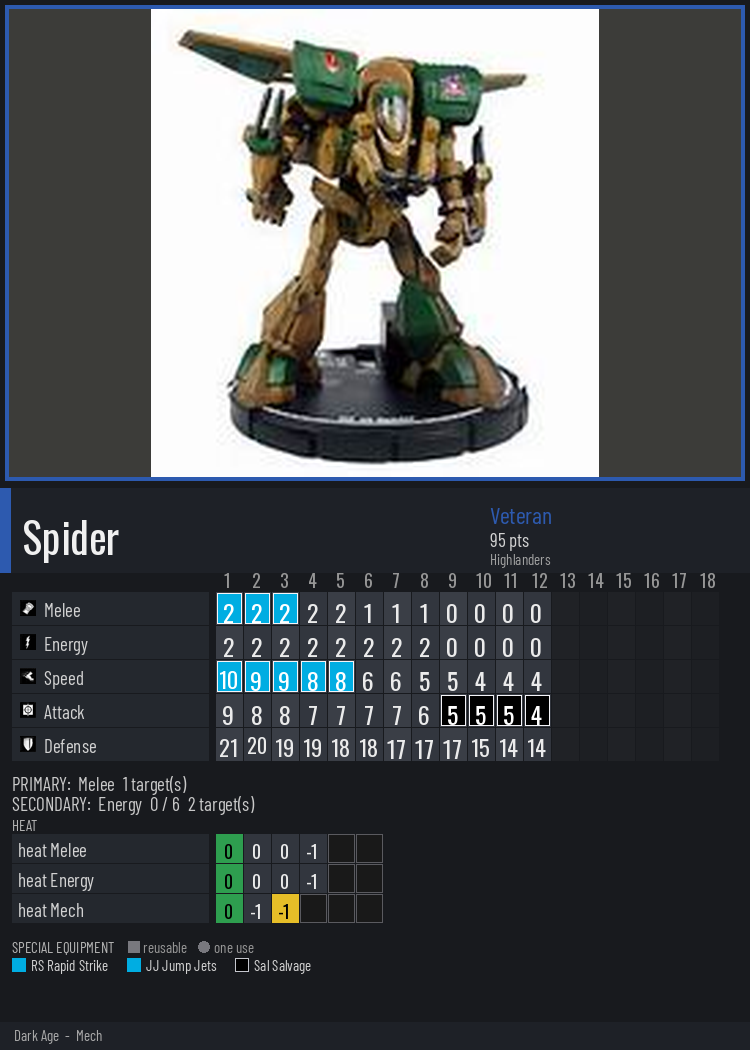 Spider
Veteran
95 pts
Highlanders
1 2 3 4 5 6 7 8 9 10 11 12 13 14 15 16 17 18
Melee 2 2 2 2 2 1 1 1 0 0 0 0
Energy 2 2 2 2 2 2 2 2 0 0 0 0
Speed 10 9 9 8 8 6 6 5 5 4 4 4
Attack 9 8 8 7 7 7 7 6 5 5 5 4
Defense 21 20 19 19 18 18 17 17 17 15 14 14
PRIMARY: Melee 1 target(s)
SECONDARY: Energy 0 / 6 2 target(s)
HEAT
heat Melee 0 0 0 -1
heat Energy 0 0 0 -1
heat Mech 0 -1 -1
SPECIAL EQUIPMENT reusable one use
RS Rapid Strike JJ Jump Jets Sal Salvage
Dark Age - Mech